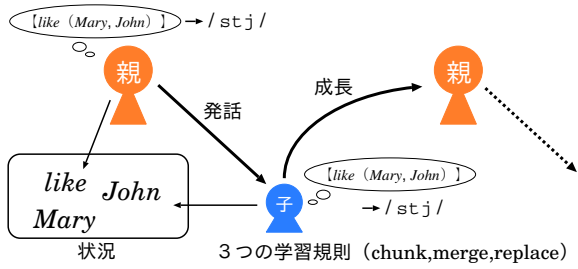 【like（Mary, John）】 → /stj/
親
親
成長
発話
【like（Mary, John）】
子
→ /stj/
like
John
Mary
状況
３つの学習規則（chunk,merge,replace）